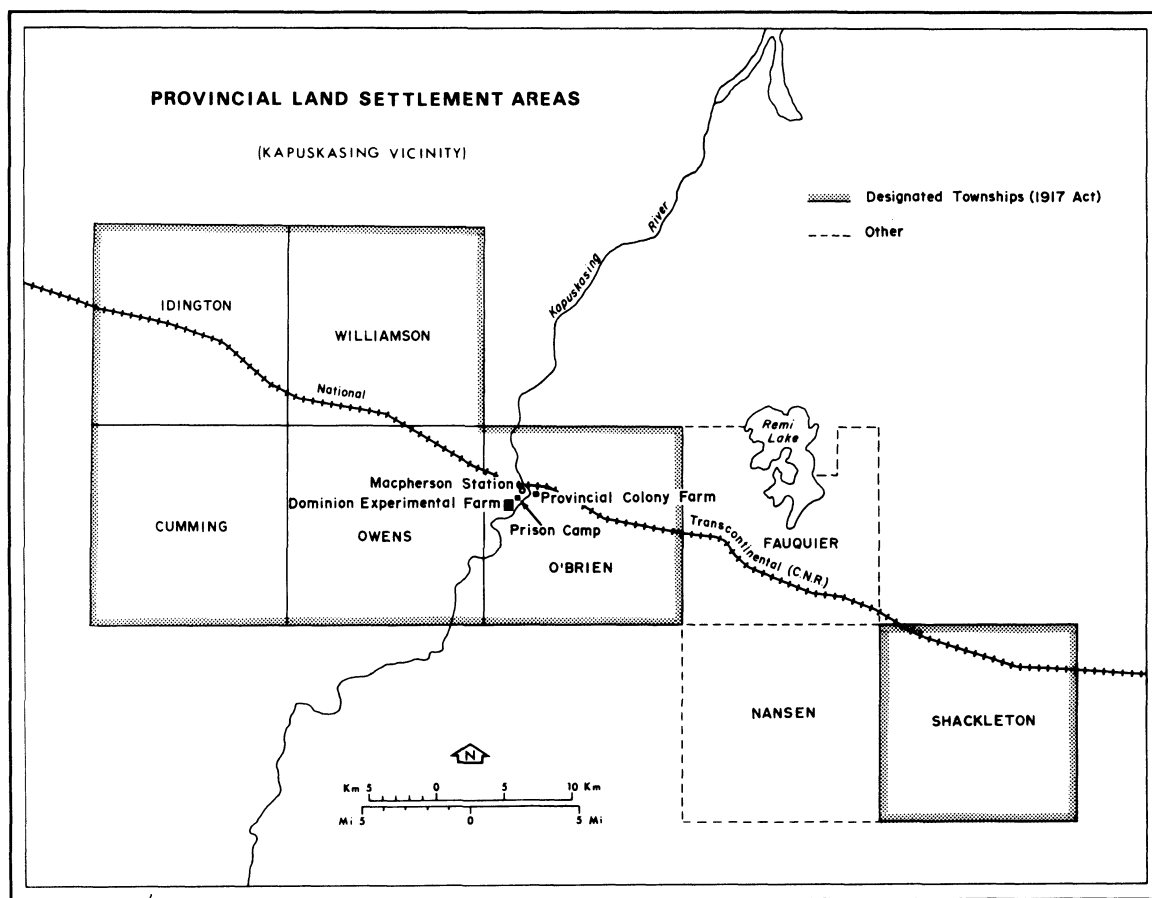 PROVINCIAL LAND SETTLEMENT AREAS
(KAPUSKASING VICINITY)
Designated Townships (1917 Act)
Other
Kapuskasing River
IDINGTON
WILLIAMSON
National
Remi
Lake
Macpherson Station
Provincial Colony Farm
Dominion Experimental Farm
Prison Camp
CUMMING
OWENS
O'BRIEN
Transcontinental (C.N.R.)
FAUQUIER
NANSEN
SHACKLETON
N
Km 5 0 5 10 Km
Mi 5 0 5 Mi